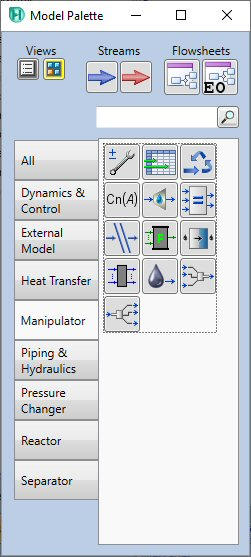 Model Palette
Views
Streams
Flowsheets
EO
All
Dynamics &
Control
External
Model
Heat Transfer
Cn(A)
Manipulator
Piping &
Hydraulics
Pressure
Changer
Reactor
Separator